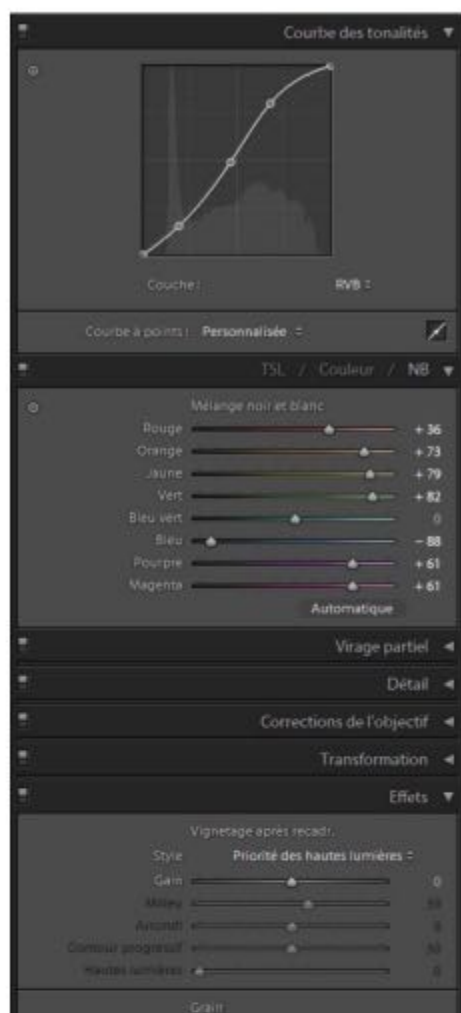 Courbe des tonalités
Couche : RVB
Courbe à points : Personnalisée
TSL / Couleur / NB
Mélange noir et blanc
Rouge + 36
Orange + 73
Jaune + 79
Vert + 82
Bleu vert 0
Bleu - 88
Pourpre + 61
Magenta + 61
Automatique
Virage partiel
Détail
Corrections de l'objectif
Transformation
Effets
Vignetage après recadr.
Style Priorité des hautes lumières
Gain 0
Milieu 50
Arrondi 0
Contour progressif 50
Hautes lumières 0
Grain